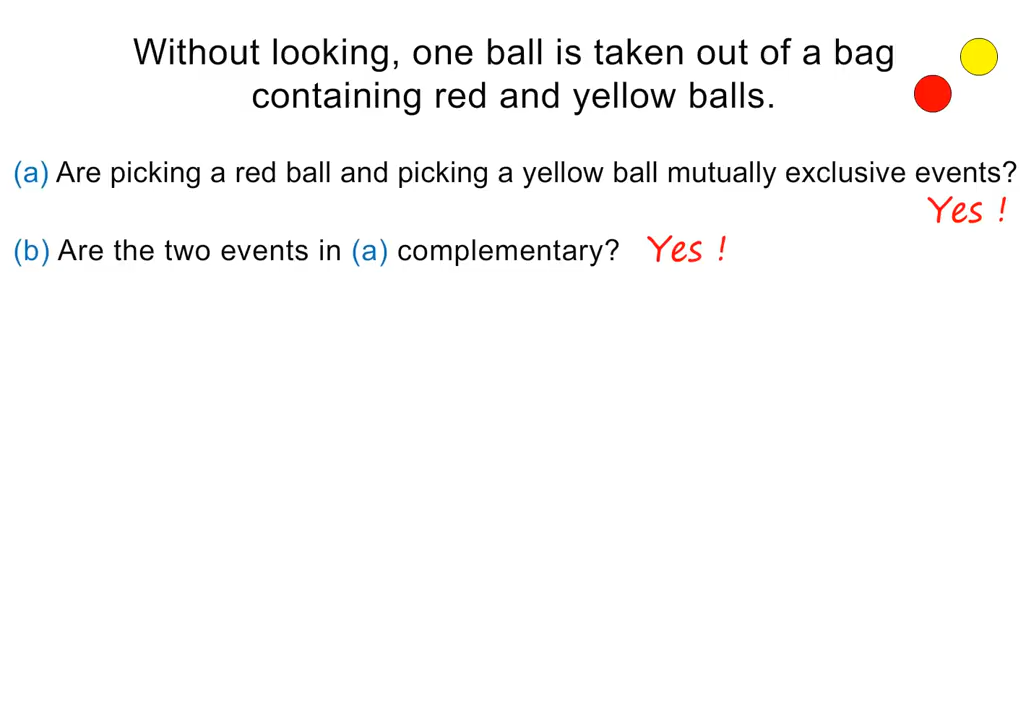 Without looking, one ball is taken out of a bag
containing red and yellow balls.
(a) Are picking a red ball and picking a yellow ball mutually exclusive events?
Yes !
(b) Are the two events in (a) complementary? Yes !